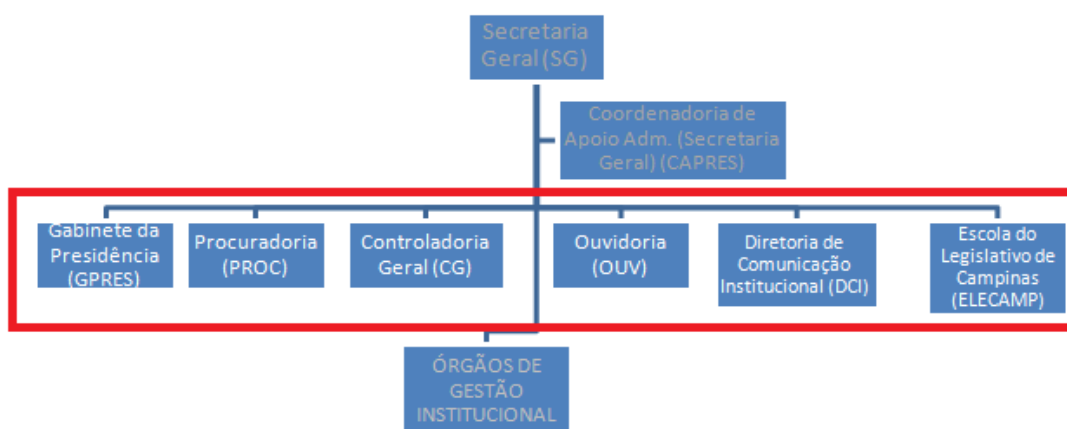 Secretaria
Geral (SG)
Coordenadoria de
Apoio Adm. (Secretaria
Geral) (CAPRES)
Gabinete da
Presidência
(GPRES)
Procuradoria
(PROC)
Controladoria
Geral (CG)
Ouvidoria
(OUV)
Diretoria de
Comunicação
Institucional (DCI)
Escola do
Legislativo de
Campinas
(ELECAMP)
ÓRGÃOS DE
GESTÃO
INSTITUCIONAL